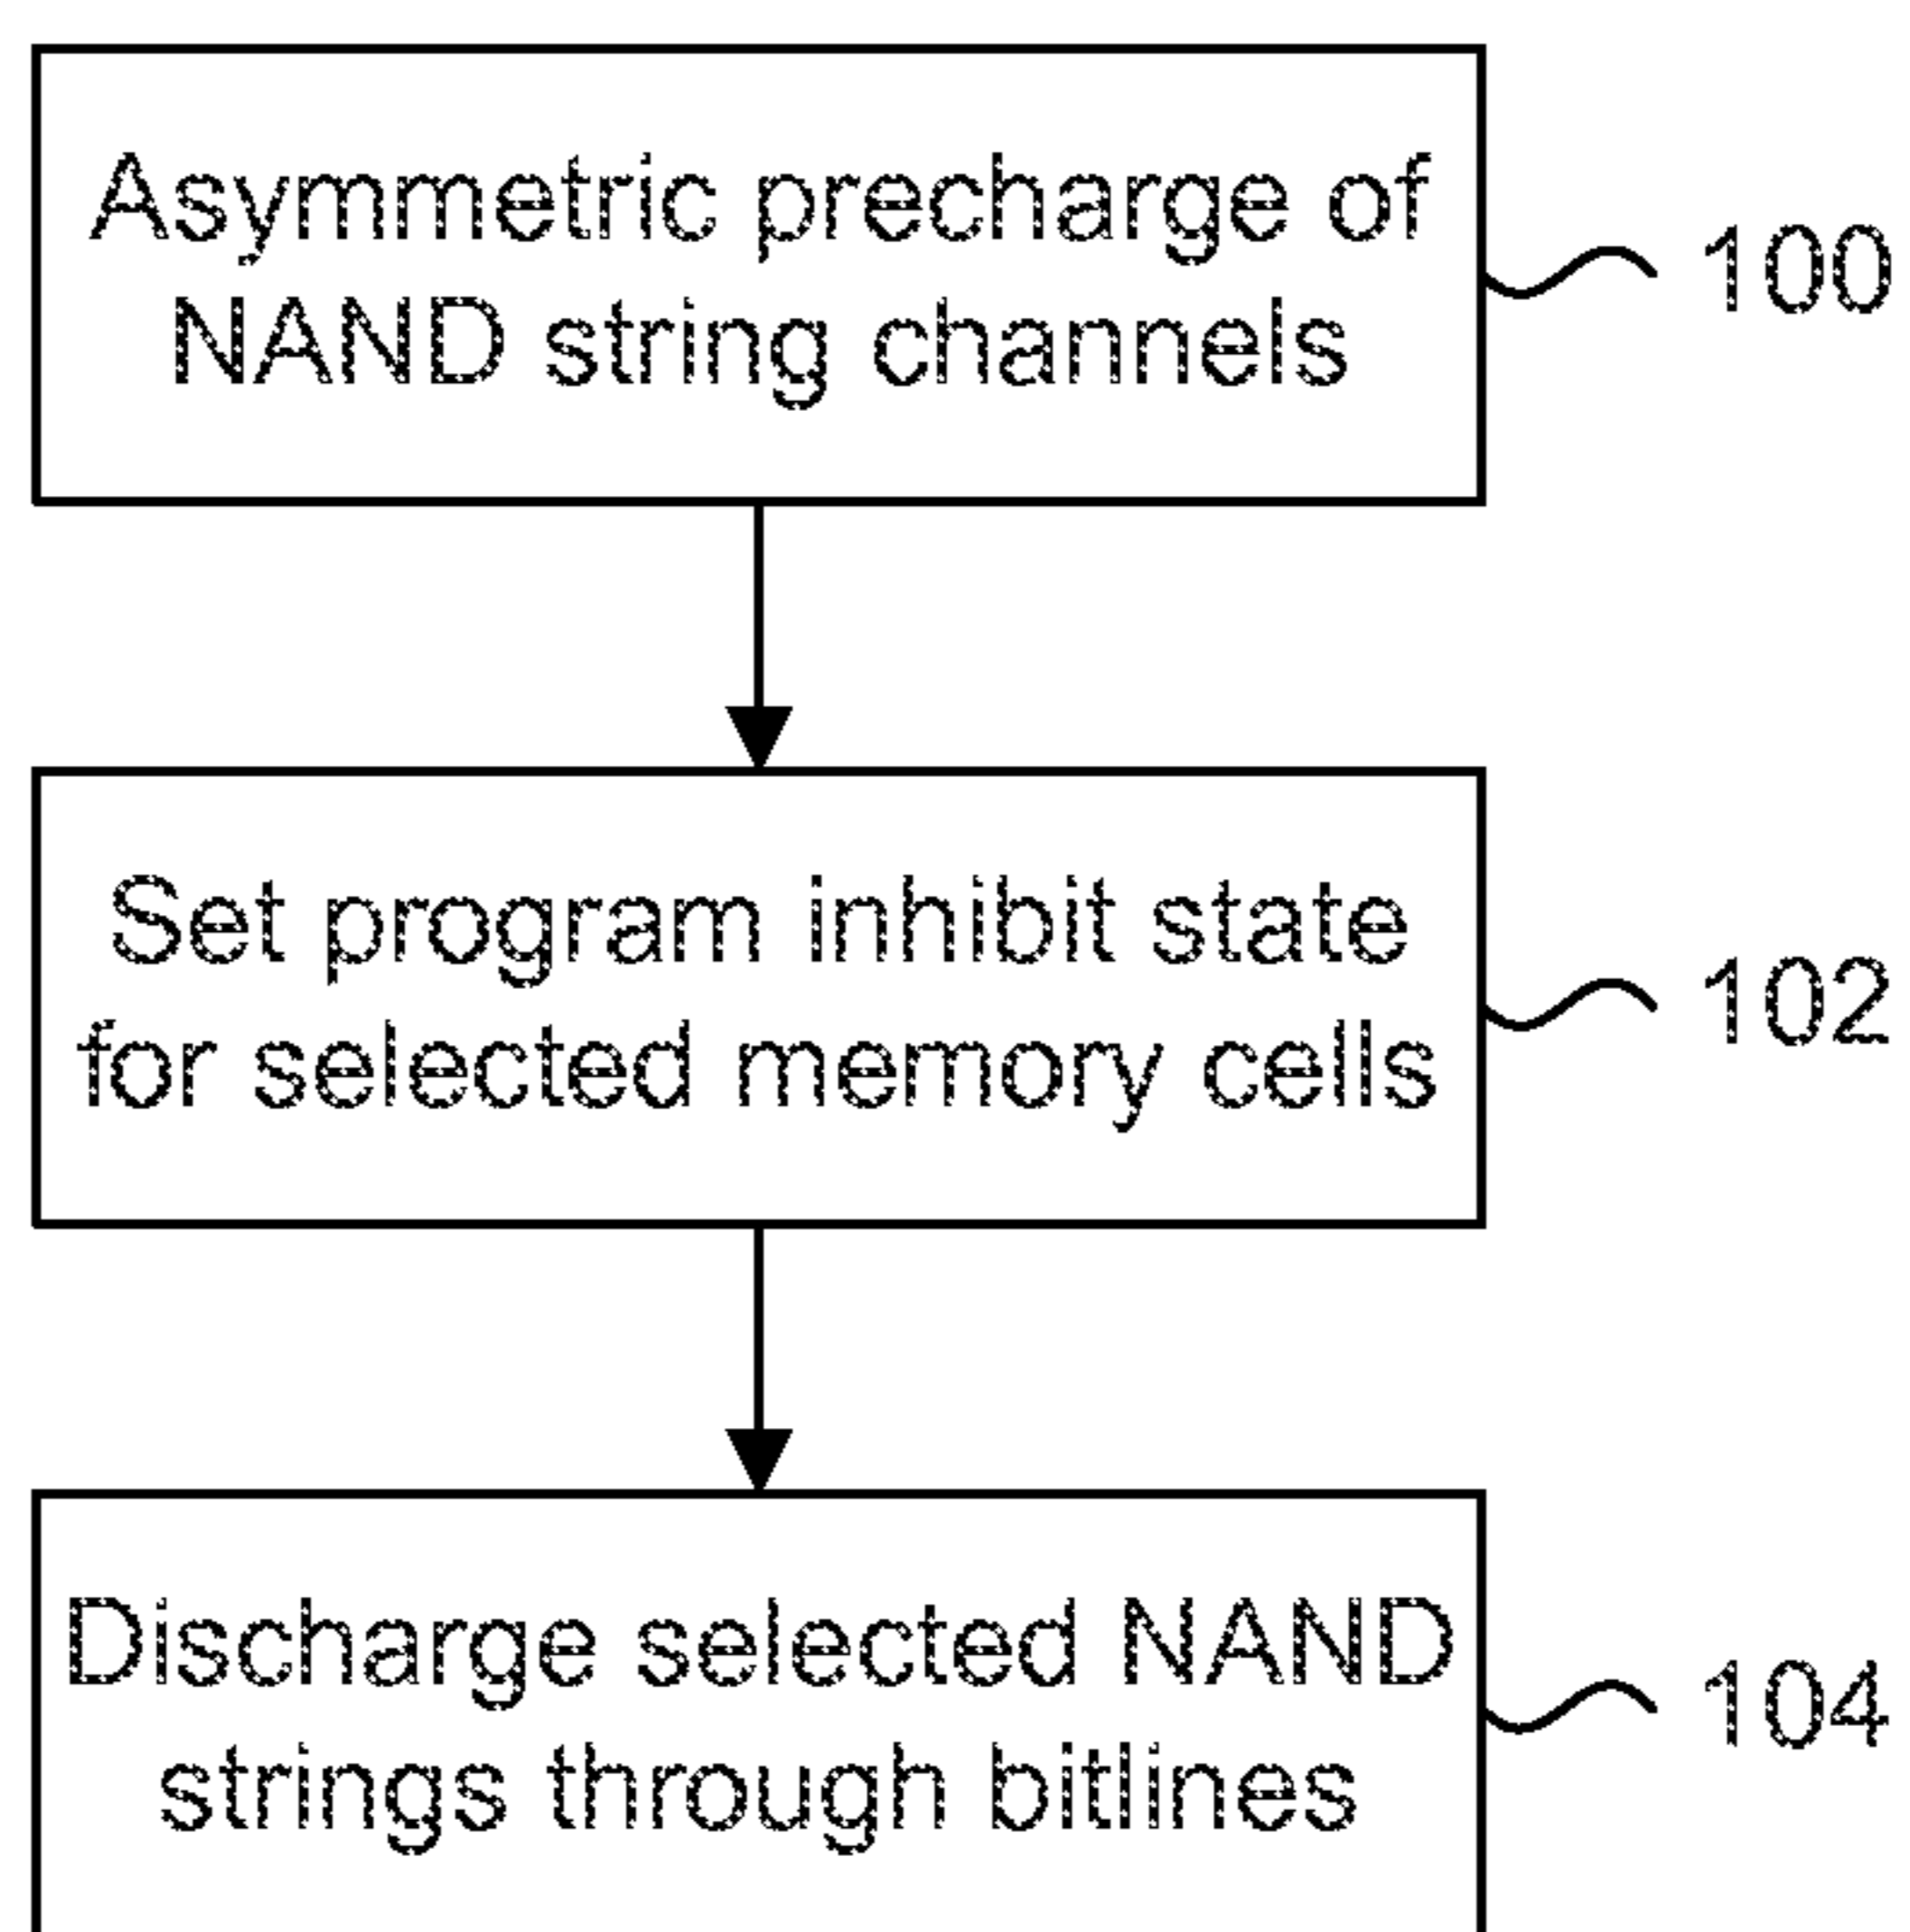 Asymmetric precharge of
NAND string channels
100
Set program inhibit state
for selected memory cells
102
Discharge selected NAND
strings through bitlines
104